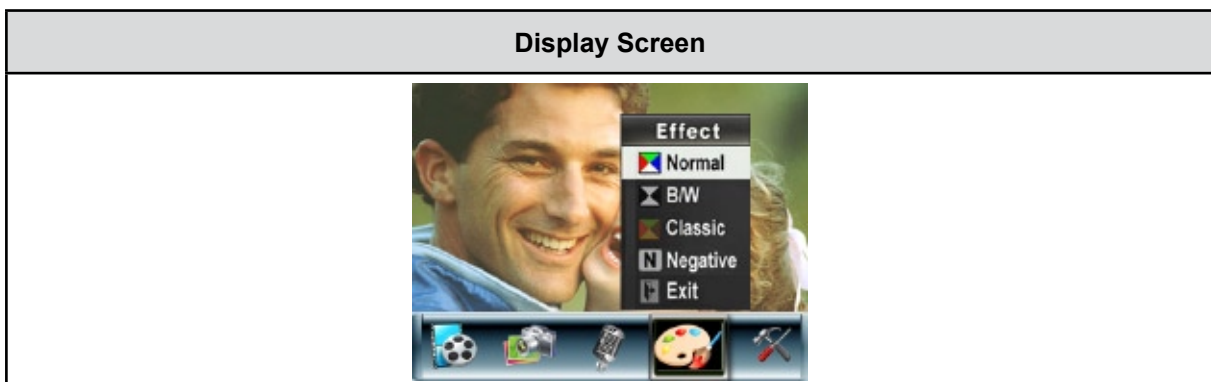 Display Screen
Effect
Normal
B/W
Classic
Negative
Exit